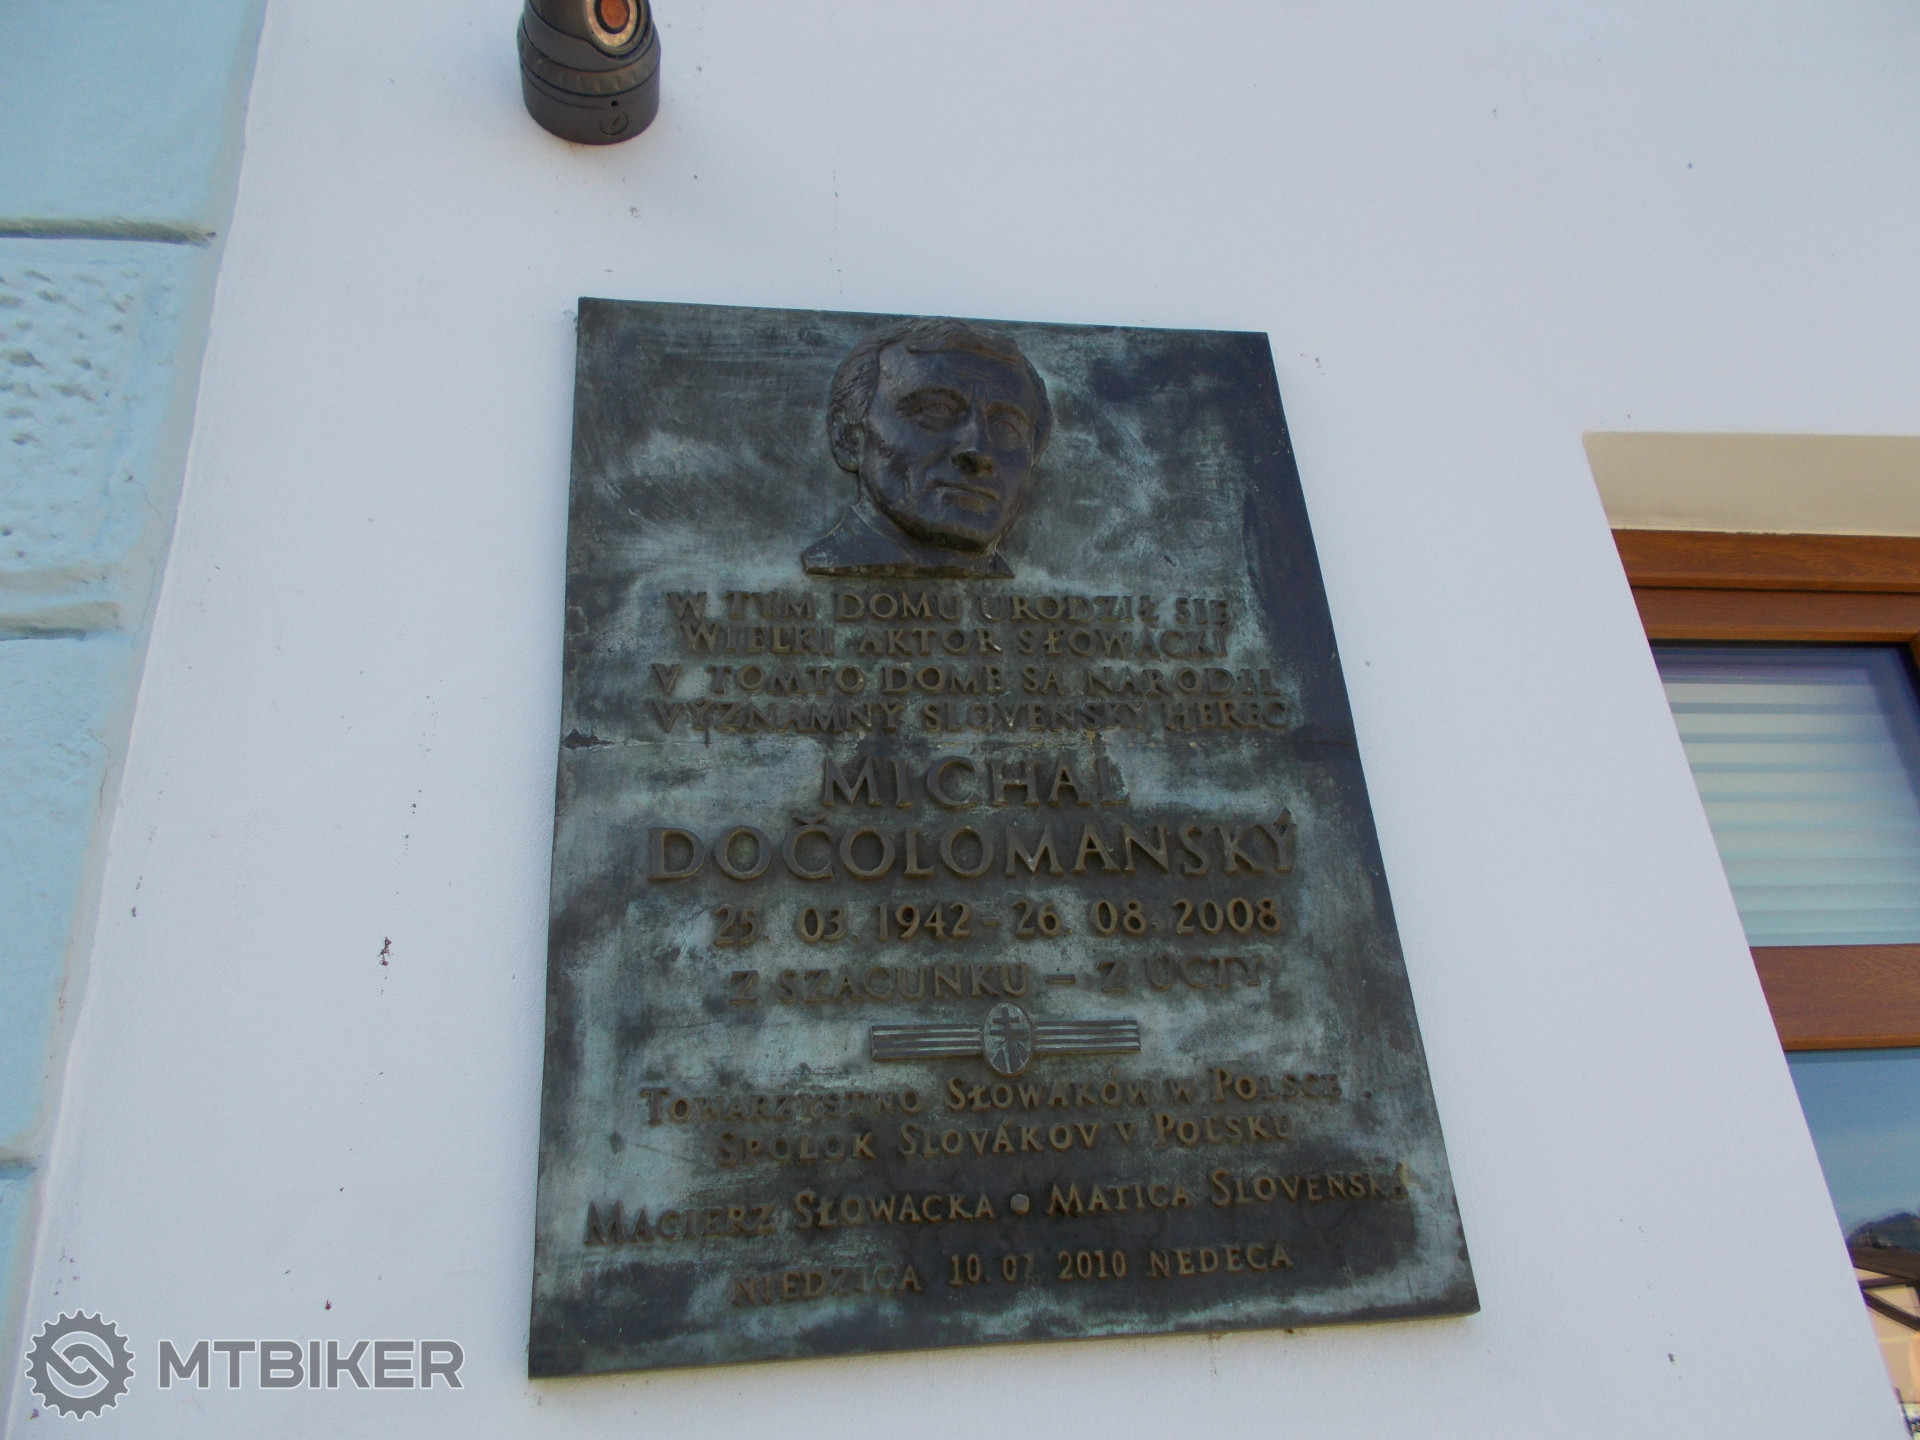 W TYM DOMU URODZIŁ SIĘ
WIELKI AKTOR SŁOWACKI
V TOMTO DOME SA NARODIL
VÝZNAMNÝ SLOVENSKÝ HEREC
MICHAL
DOČOLOMANSKÝ
25. 03. 1942 - 26. 08. 2008
Z SZACUNKU - Z ÚCTY
TOWARZYSTWO SŁOWAKÓW W POLSCE
SPOLOK SLOVÁKOV V POĽSKU
MACIERZ SŁOWACKA • MATICA SLOVENSKÁ
NIEDZICA 10. 07. 2010 NEDECA
MTBIKER